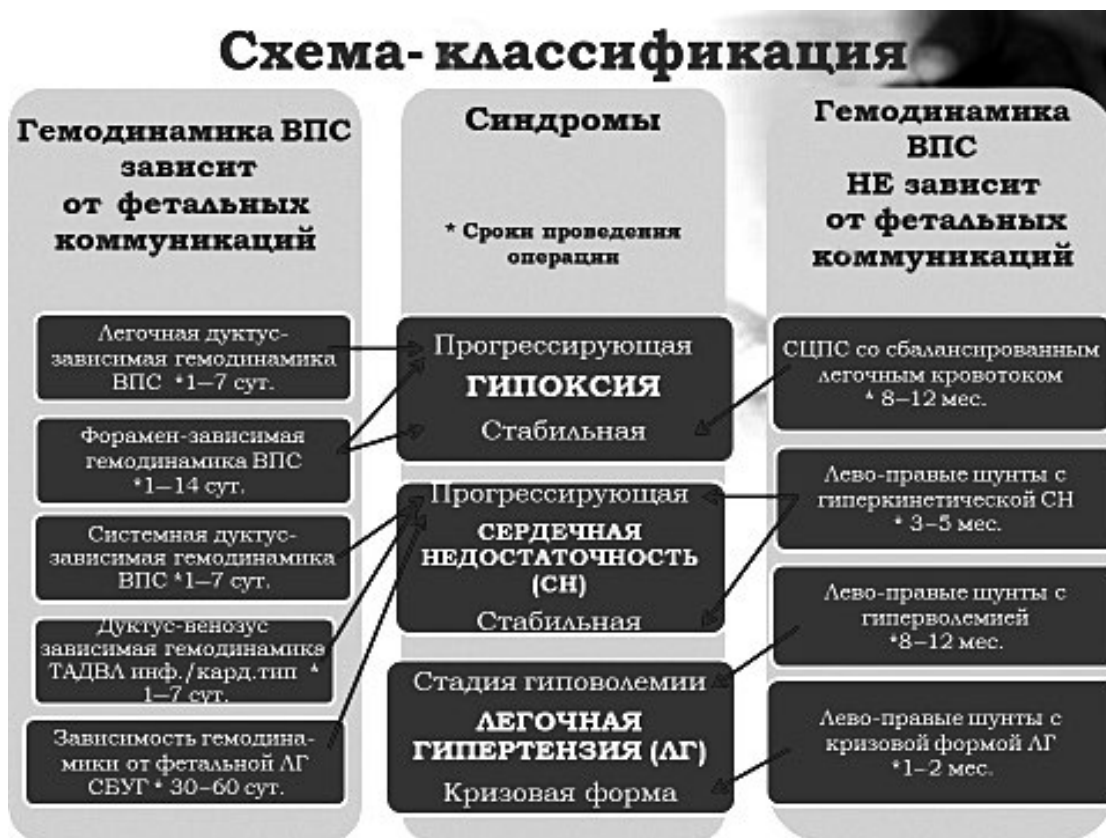 Схема- классификация
Гемодинамика ВПС
зависит
от фетальных
коммуникаций
Легочная дуктус-
зависимая гемодинамика
ВПС *1–7 сут.
Форамен-зависимая
гемодинамика ВПС
*1–14 сут.
Системная дуктус-
зависимая гемодинамика
ВПС *1–7 сут.
Дуктус-венозус
зависимая гемодинамика
ТАДВЛ инф./кард.тип *
1–7 сут.
Зависимость гемодина-
мики от фетальной ЛГ
СБУГ * 30–60 сут.
Синдромы
* Сроки проведения
операции
Прогрессирующая
ГИПОКСИЯ
Стабильная
Прогрессирующая
СЕРДЕЧНАЯ
НЕДОСТАТОЧНОСТЬ
(СН)
Стабильная
Стадия гиповолемии
ЛЕГОЧНАЯ
ГИПЕРТЕНЗИЯ (ЛГ)
Кризовая форма
Гемодинамика
ВПС
НЕ зависит
от фетальных
коммуникаций
СЦПС со сбалансированным
легочным кровотоком
* 8–12 мес.
Лево-правые шунты с
гиперкинетической СН
* 3–5 мес.
Лево-правые шунты с
гиперволемией
*8–12 мес.
Лево-правые шунты с
кризовой формой ЛГ
*1–2 мес.